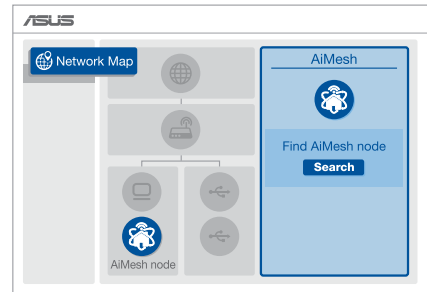 ASUS
Network Map
AiMesh
Find AiMesh node
Search
AiMesh node